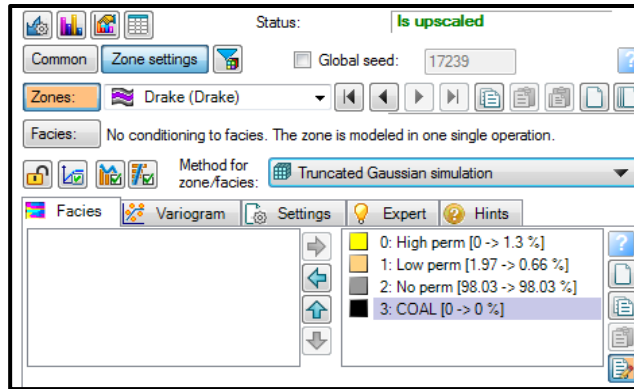 Status: Is upscaled
Common Zone settings Global seed: 17239
Zones: Drake (Drake)
Facies: No conditioning to facies. The zone is modeled in one single operation.
Method for
zone/facies: Truncated Gaussian simulation
Facies Variogram Settings Expert Hints
0: High perm [0 -> 1.3 %]
1: Low perm [1.97 -> 0.66 %]
2: No perm [98.03 -> 98.03 %]
3: COAL [0 -> 0 %]